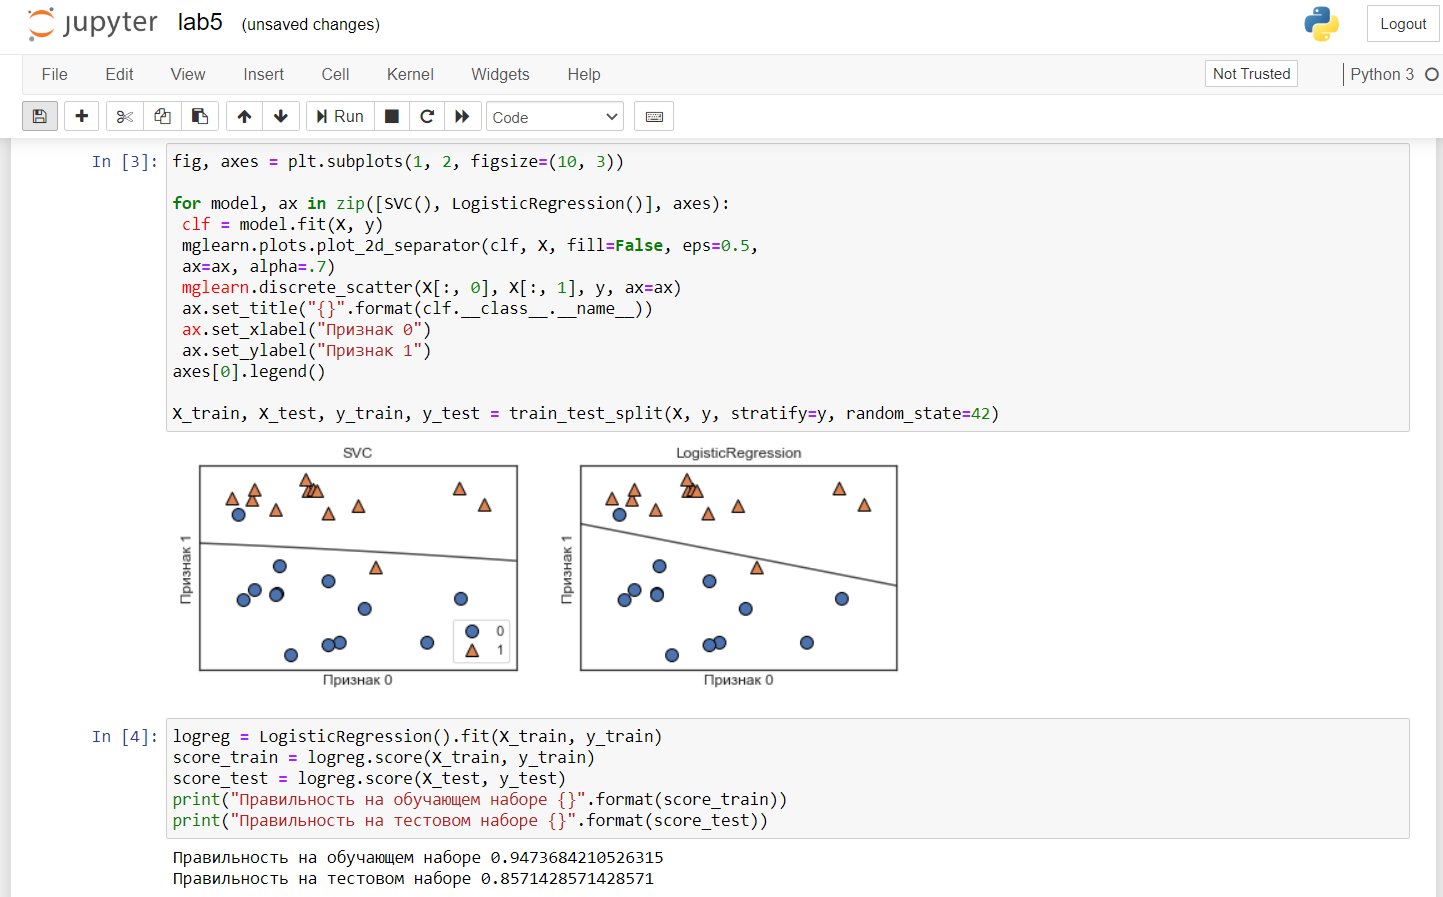 jupyter lab5 (unsaved changes)
Logout
File Edit View Insert Cell Kernel Widgets Help
Not Trusted
Python 3
Run
Code
In [3]:
fig, axes = plt.subplots(1, 2, figsize=(10, 3))
for model, ax in zip([SVC(), LogisticRegression()], axes):
clf = model.fit(X, y)
mglearn.plots.plot_2d_separator(clf, X, fill=False, eps=0.5,
ax=ax, alpha=.7)
mglearn.discrete_scatter(X[:, 0], X[:, 1], y, ax=ax)
ax.set_title("{}".format(clf.__class__.__name__))
ax.set_xlabel("Признак 0")
ax.set_ylabel("Признак 1")
axes[0].legend()
X_train, X_test, y_train, y_test = train_test_split(X, y, stratify=y, random_state=42)
SVC
Признак 1
0
1
Признак 0
LogisticRegression
Признак 1
Признак 0
In [4]:
logreg = LogisticRegression().fit(X_train, y_train)
score_train = logreg.score(X_train, y_train)
score_test = logreg.score(X_test, y_test)
print("Правильность на обучающем наборе {}".format(score_train))
print("Правильность на тестовом наборе {}".format(score_test))
Правильность на обучающем наборе 0.9473684210526315
Правильность на тестовом наборе 0.8571428571428571